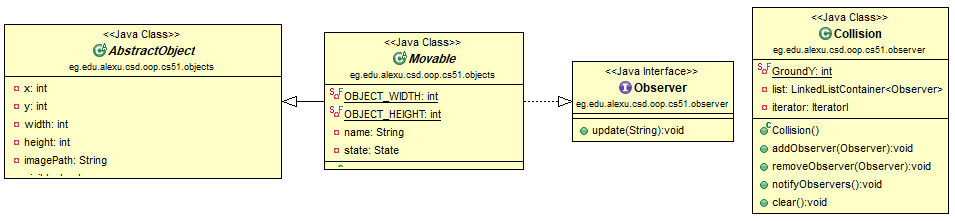 <<Java Class>>
AbstractObject
eg.edu.alexu.csd.oop.cs51.objects
x: int
y: int
width: int
height: int
imagePath: String
<<Java Class>>
Movable
eg.edu.alexu.csd.oop.cs51.objects
OBJECT_WIDTH: int
OBJECT_HEIGHT: int
name: String
state: State
<<Java Interface>>
Observer
eg.edu.alexu.csd.oop.cs51.observer
update(String):void
<<Java Class>>
Collision
eg.edu.alexu.csd.oop.cs51.observer
GroundY: int
list: LinkedListContainer<Observer>
iterator: IteratorI
Collision()
addObserver(Observer):void
removeObserver(Observer):void
notifyObservers():void
clear():void